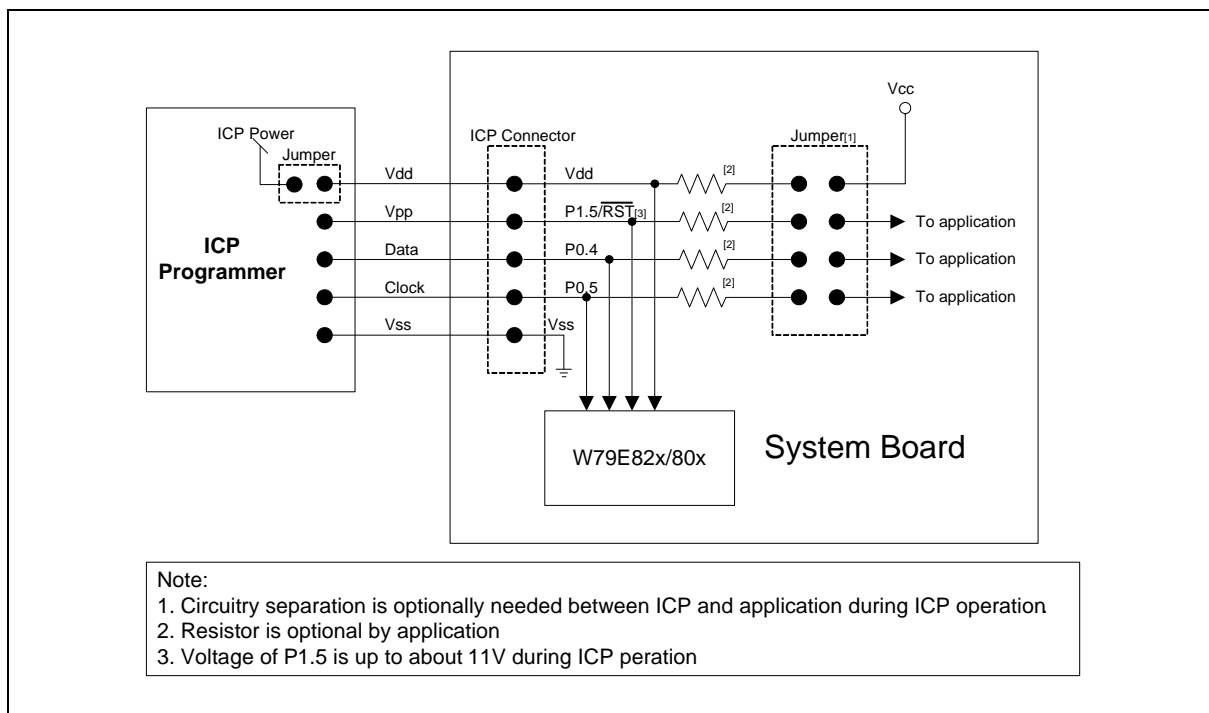 Vcc
ICP Power
ICP Connector
Jumper[1]
Jumper
Vdd
Vdd
[2]
Vpp
P1.5/RST[3]
[2]
To application
ICP
Programmer
Data
P0.4
[2]
To application
Clock
P0.5
[2]
To application
Vss
Vss
W79E82x/80x
System Board
Note:
1. Circuitry separation is optionally needed between ICP and application during ICP operation.
2. Resistor is optional by application
3. Voltage of P1.5 is up to about 11V during ICP peration